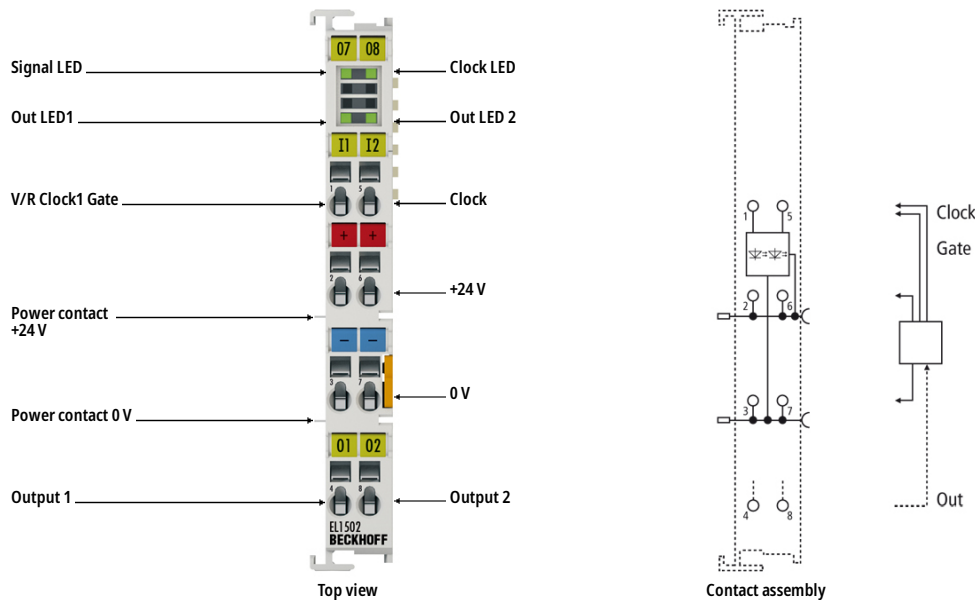 07 08
Signal LED
Clock LED
Out LED1
Out LED 2
I1 I2
1 5
V/R Clock1 Gate
Clock
+ +
2 6
+24 V
Power contact
+24 V
− −
3 7
0 V
Power contact 0 V
01 02
4 8
Output 1
Output 2
EL1502
BECKHOFF
Top view
1 5
Clock
Gate
2 6
3 7
4 8
Out
Contact assembly